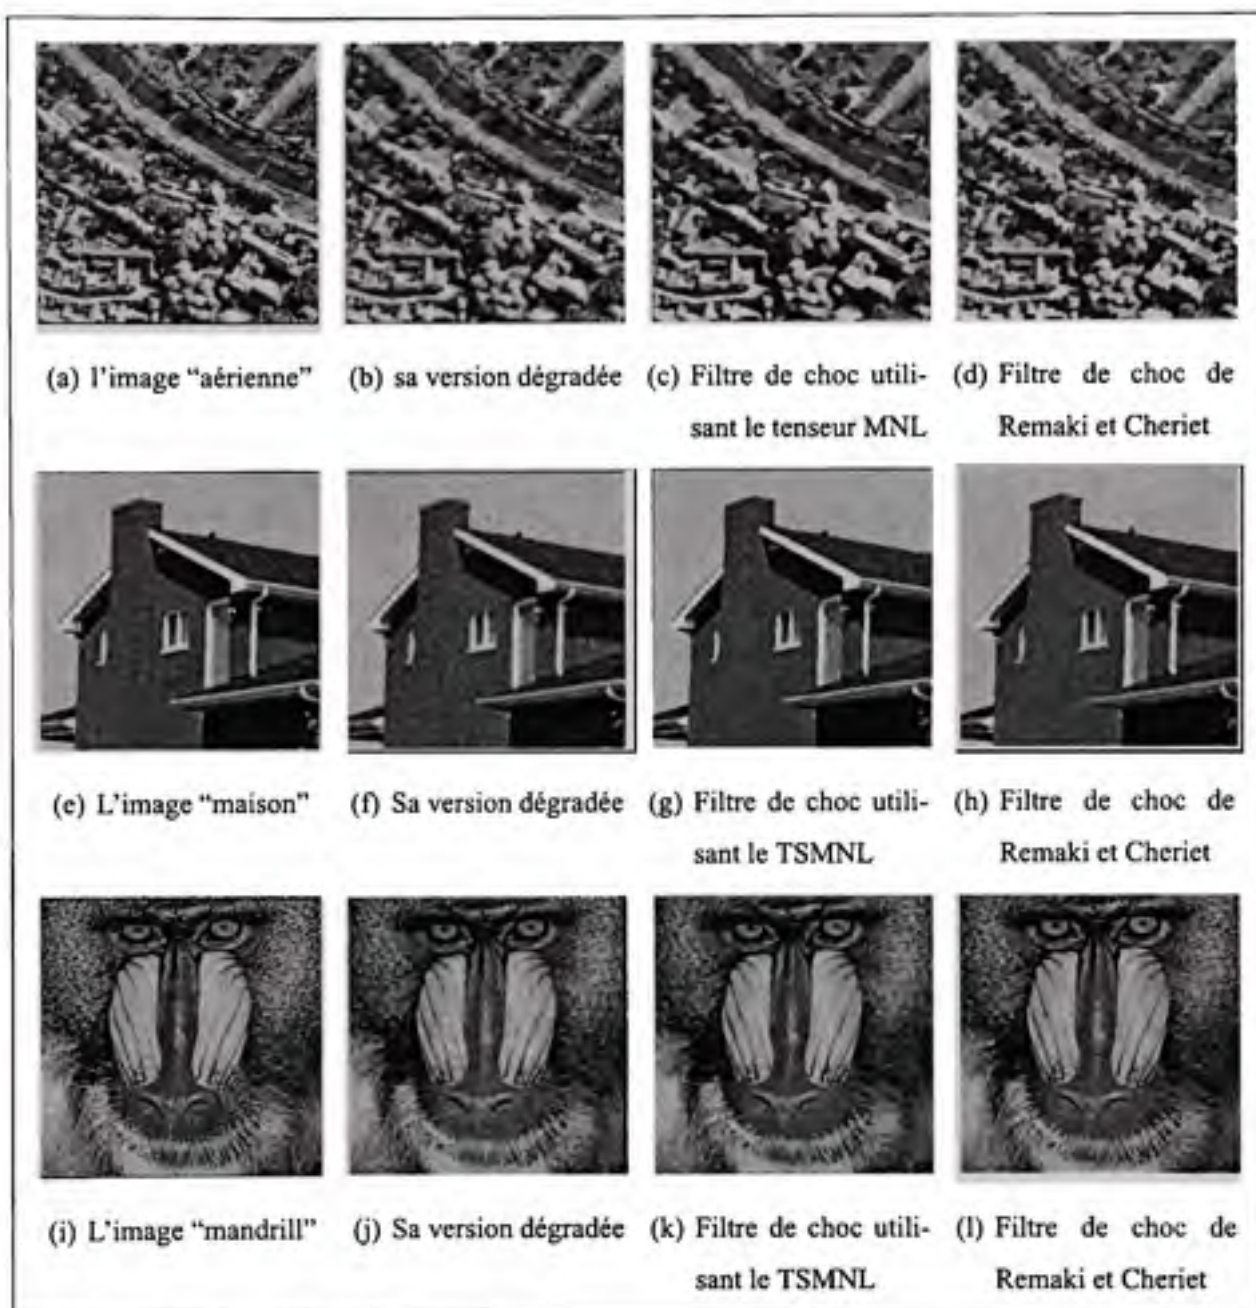 (a) l'image “aérienne”
(b) sa version dégradée
(c) Filtre de choc utili-
sant le tenseur MNL
(d) Filtre de choc de
Remaki et Cheriet
(e) L'image “maison”
(f) Sa version dégradée
(g) Filtre de choc utili-
sant le TSMNL
(h) Filtre de choc de
Remaki et Cheriet
(i) L'image “mandrill”
(j) Sa version dégradée
(k) Filtre de choc utili-
sant le TSMNL
(l) Filtre de choc de
Remaki et Cheriet